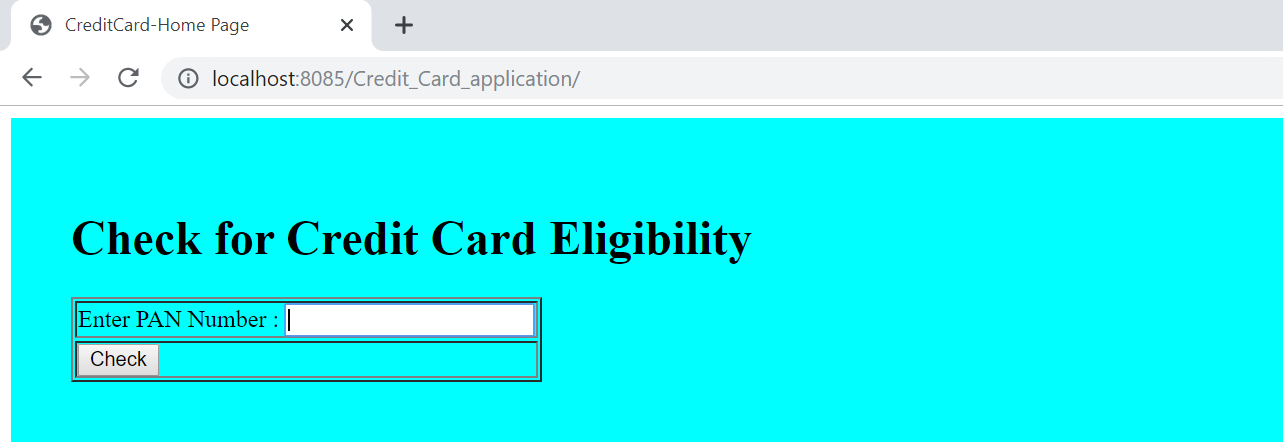 CreditCard-Home Page
localhost:8085/Credit_Card_application/
Check for Credit Card Eligibility
Enter PAN Number :
Check